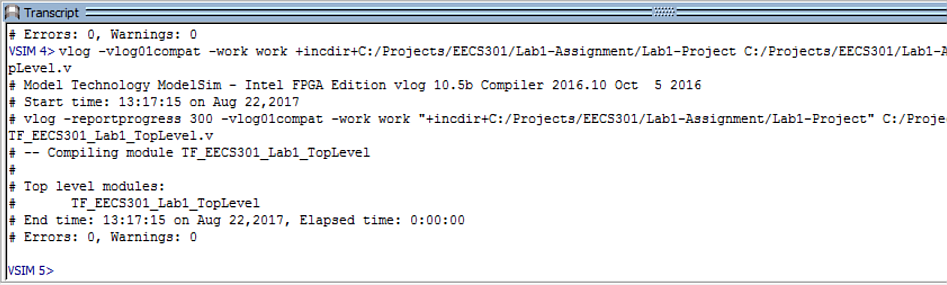 Transcript
# Errors: 0, Warnings: 0
VSIM 4> vlog -vlog01compat -work work +incdir+C:/Projects/EECS301/Lab1-Assignment/Lab1-Project C:/Projects/EECS301/Lab1-A
pLevel.v
# Model Technology ModelSim - Intel FPGA Edition vlog 10.5b Compiler 2016.10 Oct  5 2016
# Start time: 13:17:15 on Aug 22,2017
# vlog -reportprogress 300 -vlog01compat -work work "+incdir+C:/Projects/EECS301/Lab1-Assignment/Lab1-Project" C:/Proje
TF_EECS301_Lab1_TopLevel.v
# -- Compiling module TF_EECS301_Lab1_TopLevel
#
# Top level modules:
#       TF_EECS301_Lab1_TopLevel
# End time: 13:17:15 on Aug 22,2017, Elapsed time: 0:00:00
# Errors: 0, Warnings: 0
VSIM 5>